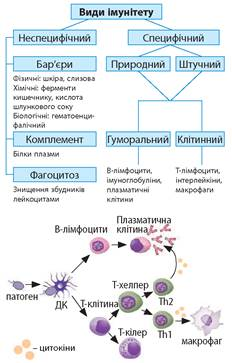 Види імунітету
Неспецифічний
Специфічний
Бар'єри
Фізичні: шкіра, слизова
Хімічні: ферменти
кишечнику, кислота
шлункового соку
Біологічні: гематоенце-
фалічний
Комплемент
Білки плазми
Фагоцитоз
Знищення збудників
лейкоцитами
Природний
Штучний
Гуморальний
Клітинний
В-лімфоцити,
імуноглобуліни,
плазматичні
клітини
Т-лімфоцити,
інтерлейкіни,
макрофаги
В-лімфоцити
Плазматична
клітина
патоген
ДК
Т-клітина
Т-хелпер
Th2
Th1
Т-кілер
макрофаг
– цитокіни